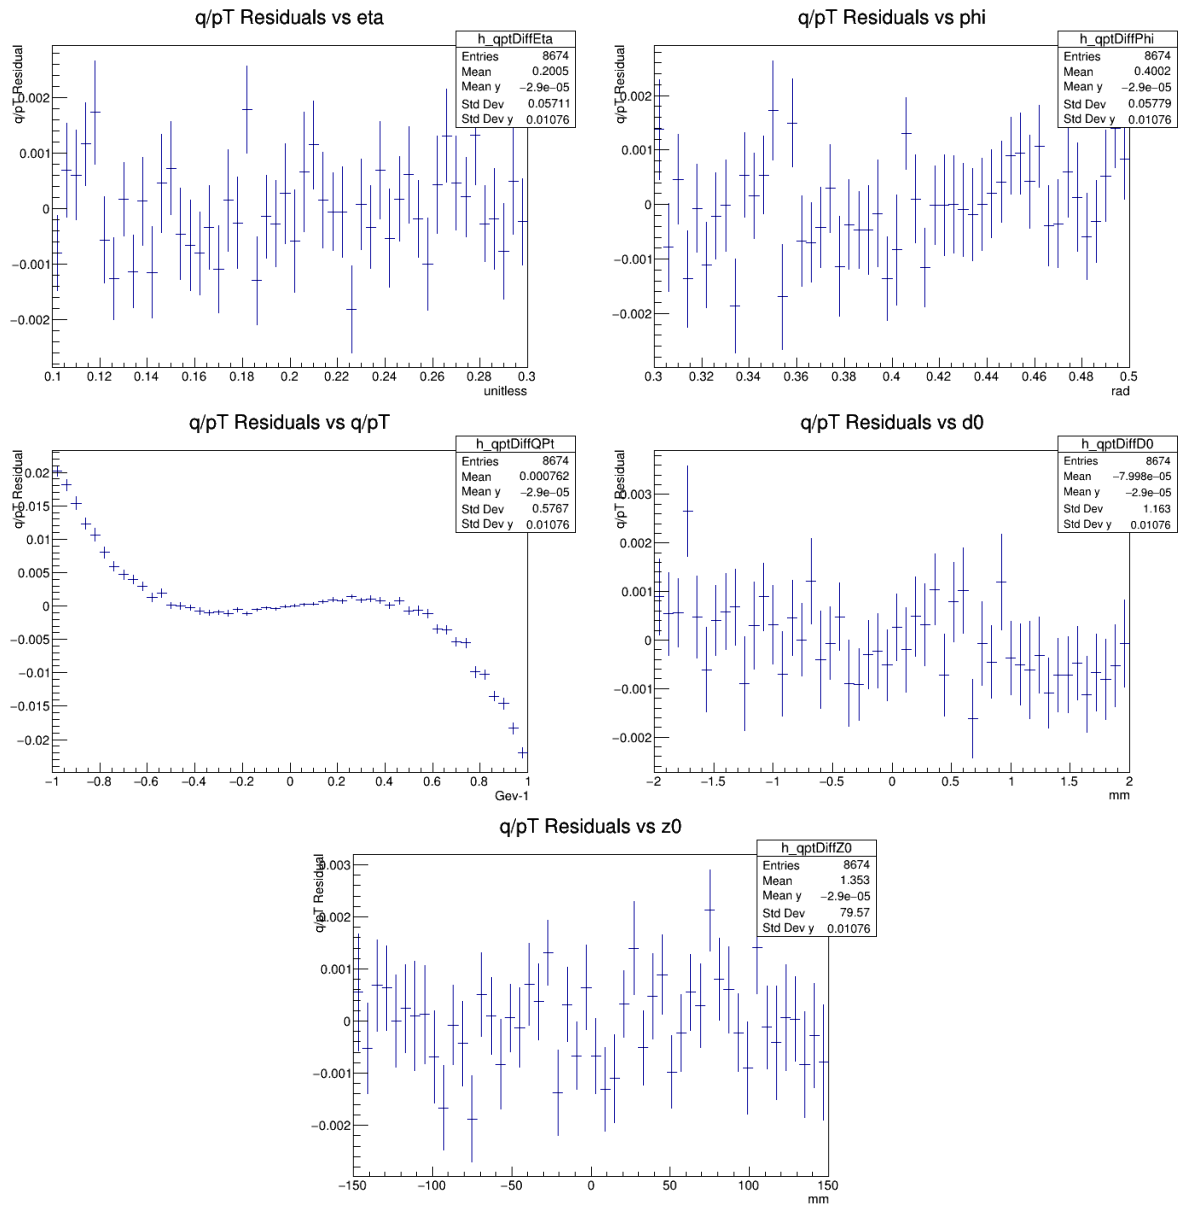 q/pT Residuals vs eta
q/pT Residual
h_qptDiffEta
Entries 8674
Mean 0.2005
Mean y −2.9e−05
Std Dev 0.05711
Std Dev y 0.01076
0.002
0.001
0
−0.001
−0.002
0.1 0.12 0.14 0.16 0.18 0.2 0.22 0.24 0.26 0.28 0.3
unitless
q/pT Residuals vs phi
q/pT Residual
h_qptDiffPhi
Entries 8674
Mean 0.4002
Mean y −2.9e−05
Std Dev 0.05779
Std Dev y 0.01076
0.002
0.001
0
−0.001
−0.002
0.3 0.32 0.34 0.36 0.38 0.4 0.42 0.44 0.46 0.48 0.5
rad
q/pT Residuals vs q/pT
q/pT Residual
h_qptDiffQPt
Entries 8674
Mean 0.000762
Mean y −2.9e−05
Std Dev 0.5767
Std Dev y 0.01076
0.02
0.015
0.01
0.005
0
−0.005
−0.01
−0.015
−0.02
−1 −0.8 −0.6 −0.4 −0.2 0 0.2 0.4 0.6 0.8 1
Gev-1
q/pT Residuals vs d0
q/pT Residual
h_qptDiffD0
Entries 8674
Mean −7.998e−05
Mean y −2.9e−05
Std Dev 1.163
Std Dev y 0.01076
0.003
0.002
0.001
0
−0.001
−0.002
−2 −1.5 −1 −0.5 0 0.5 1 1.5 2
mm
q/pT Residuals vs z0
q/pT Residual
h_qptDiffZ0
Entries 8674
Mean 1.353
Mean y −2.9e−05
Std Dev 79.57
Std Dev y 0.01076
0.003
0.002
0.001
0
−0.001
−0.002
−150 −100 −50 0 50 100 150
mm